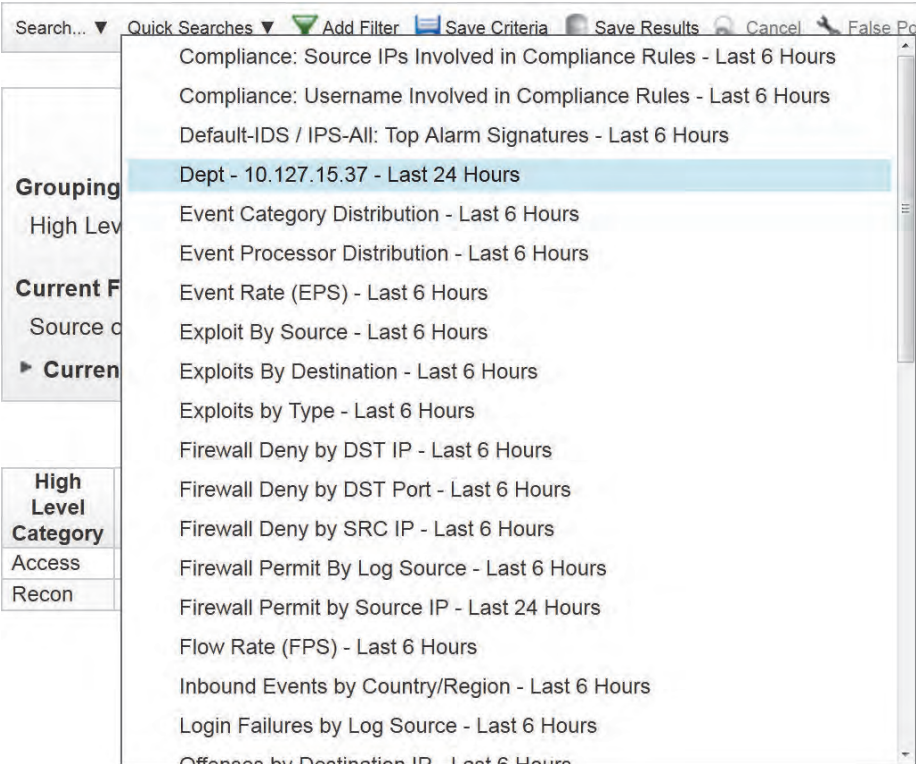 Search... ▼ Quick Searches ▼ Add Filter Save Criteria Save Results Cancel False Po
Compliance: Source IPs Involved in Compliance Rules - Last 6 Hours
Compliance: Username Involved in Compliance Rules - Last 6 Hours
Default-IDS / IPS-All: Top Alarm Signatures - Last 6 Hours
Dept - 10.127.15.37 - Last 24 Hours
Event Category Distribution - Last 6 Hours
Event Processor Distribution - Last 6 Hours
Event Rate (EPS) - Last 6 Hours
Exploit By Source - Last 6 Hours
Exploits By Destination - Last 6 Hours
Exploits by Type - Last 6 Hours
Firewall Deny by DST IP - Last 6 Hours
Firewall Deny by DST Port - Last 6 Hours
Firewall Deny by SRC IP - Last 6 Hours
Firewall Permit By Log Source - Last 6 Hours
Firewall Permit by Source IP - Last 24 Hours
Flow Rate (FPS) - Last 6 Hours
Inbound Events by Country/Region - Last 6 Hours
Login Failures by Log Source - Last 6 Hours
Offenses by Destination IP - Last 6 Hours
Grouping
High Lev
Current F
Source o
Curren
High
Level
Category
Access
Recon